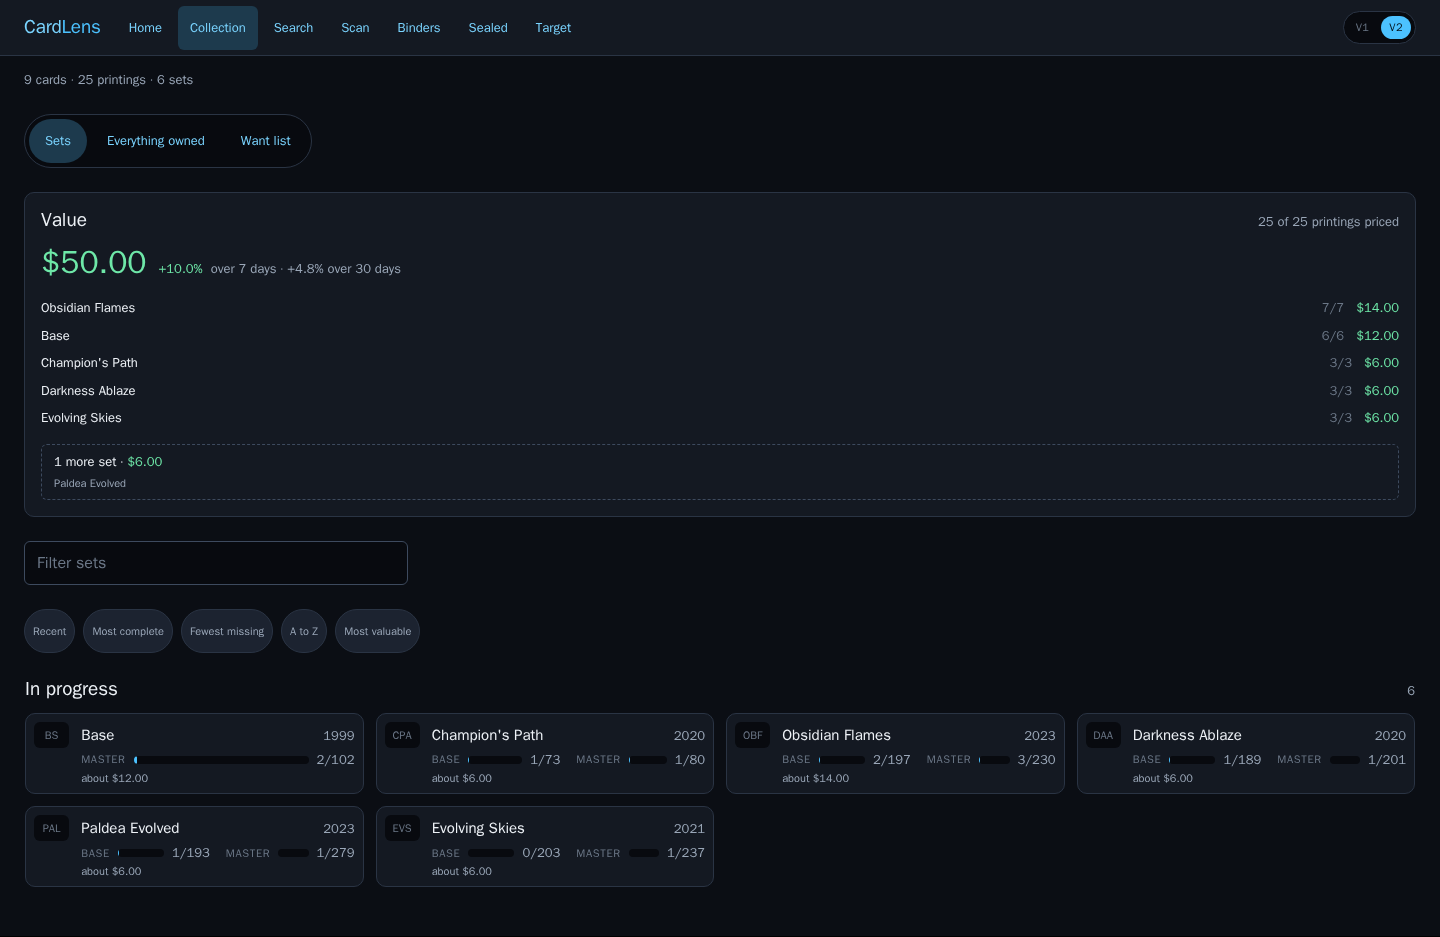 CardLens Home Collection Search Scan Binders Sealed Target V1 V2
9 cards · 25 printings · 6 sets
Sets Everything owned Want list
Value 25 of 25 printings priced
$50.00 +10.0% over 7 days · +4.8% over 30 days
Obsidian Flames 7/7 $14.00
Base 6/6 $12.00
Champion's Path 3/3 $6.00
Darkness Ablaze 3/3 $6.00
Evolving Skies 3/3 $6.00
1 more set · $6.00
Paldea Evolved
Filter sets
Recent Most complete Fewest missing A to Z Most valuable
In progress 6
BS Base 1999
MASTER 2/102
about $12.00
CPA Champion's Path 2020
BASE 1/73 MASTER 1/80
about $6.00
OBF Obsidian Flames 2023
BASE 2/197 MASTER 3/230
about $14.00
DAA Darkness Ablaze 2020
BASE 1/189 MASTER 1/201
about $6.00
PAL Paldea Evolved 2023
BASE 1/193 MASTER 1/279
about $6.00
EVS Evolving Skies 2021
BASE 0/203 MASTER 1/237
about $6.00